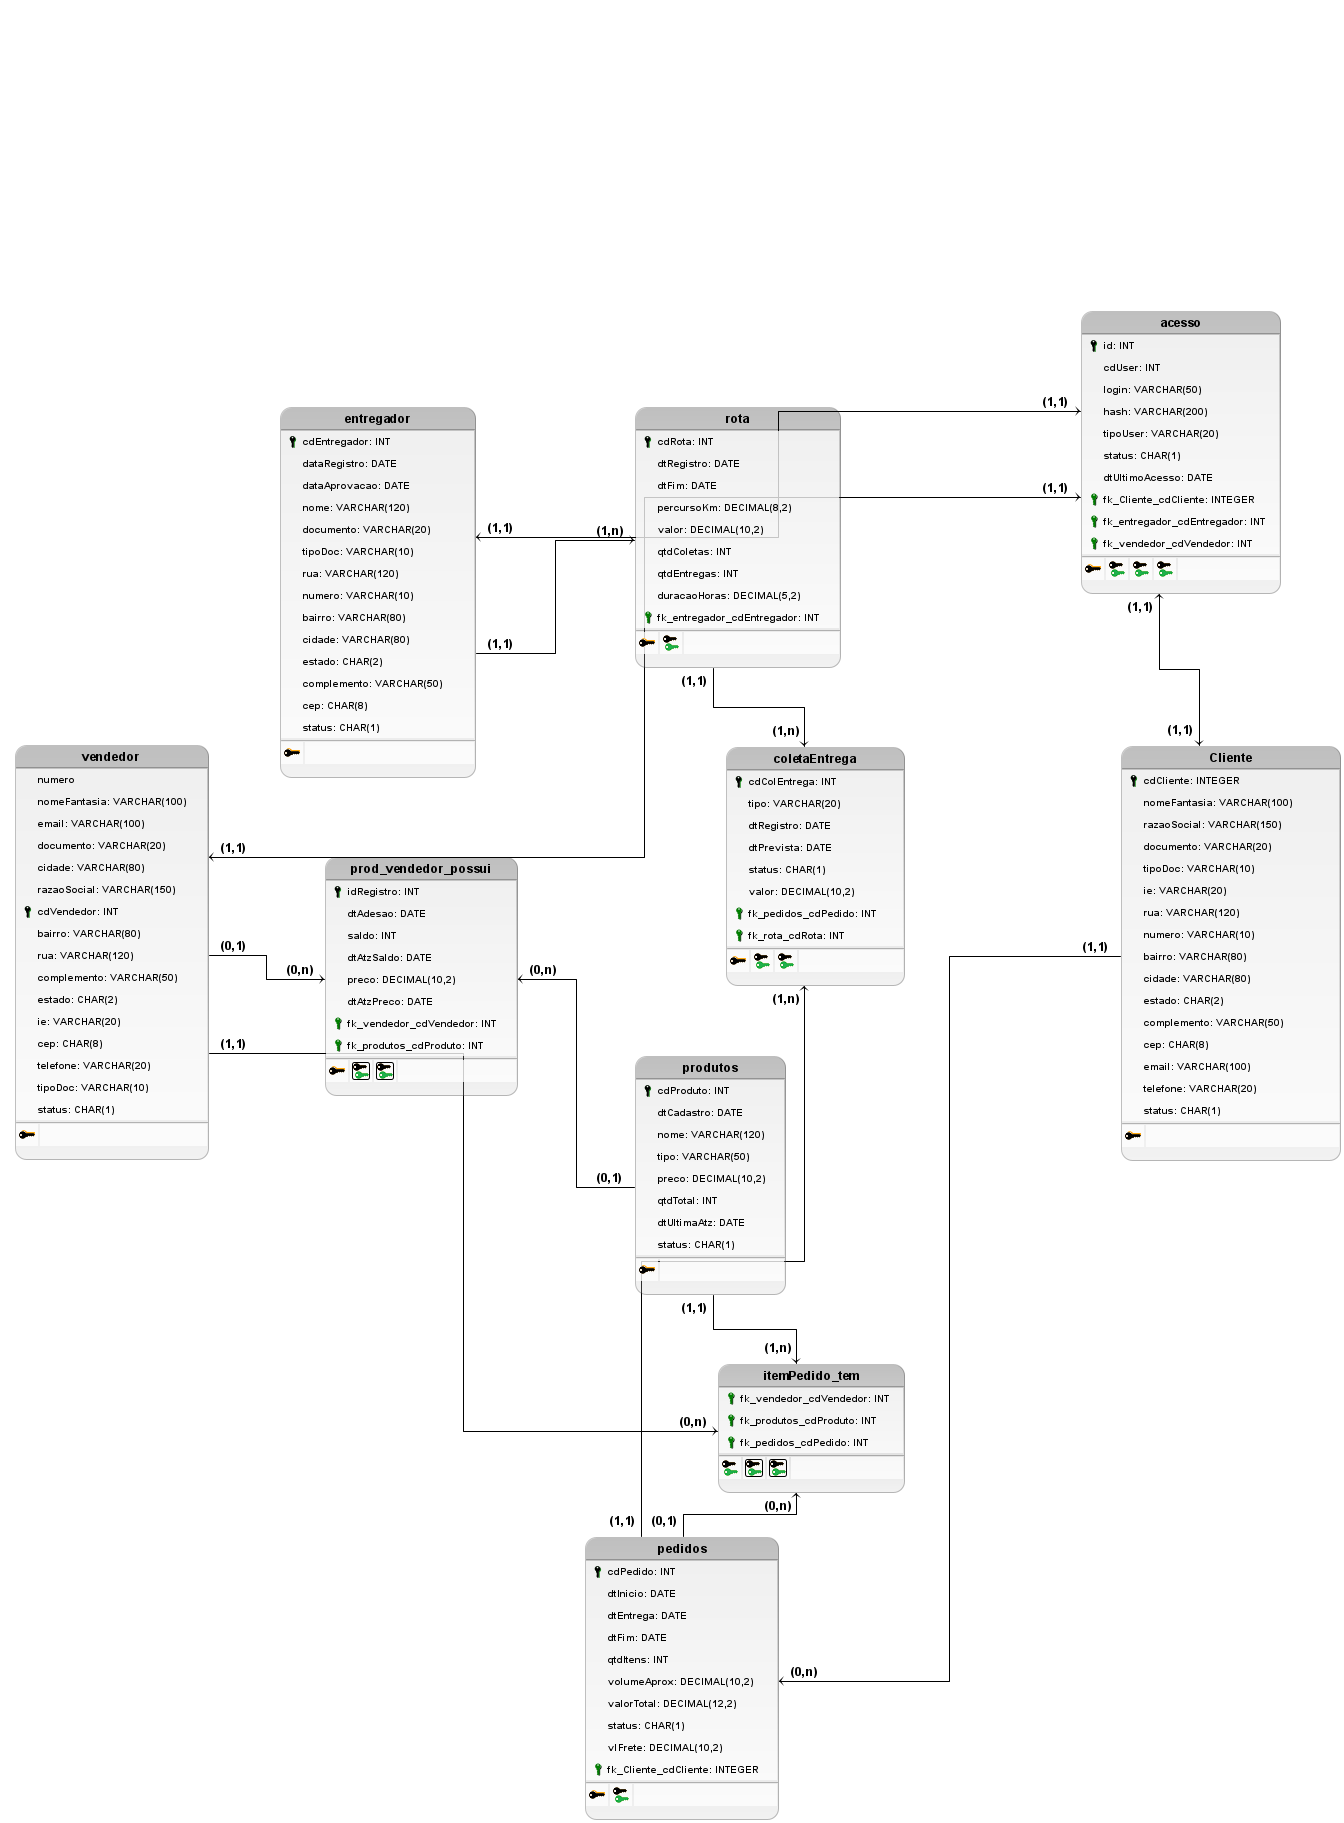 acesso
id: INT
cdUser: INT
login: VARCHAR(50)
hash: VARCHAR(200)
tipoUser: VARCHAR(20)
status: CHAR(1)
dtUltimoAcesso: DATE
fk_Cliente_cdCliente: INTEGER
fk_entregador_cdEntregador: INT
fk_vendedor_cdVendedor: INT
(1,1)
(1,1)
(1,1)
entregador
cdEntregador: INT
dataRegistro: DATE
dataAprovacao: DATE
nome: VARCHAR(120)
documento: VARCHAR(20)
tipoDoc: VARCHAR(10)
rua: VARCHAR(120)
numero: VARCHAR(10)
bairro: VARCHAR(80)
cidade: VARCHAR(80)
estado: CHAR(2)
complemento: VARCHAR(50)
cep: CHAR(8)
status: CHAR(1)
(1,1)
(1,n)
(1,1)
rota
cdRota: INT
dtRegistro: DATE
dtFim: DATE
percursoKm: DECIMAL(8,2)
valor: DECIMAL(10,2)
qtdColetas: INT
qtdEntregas: INT
duracaoHoras: DECIMAL(5,2)
fk_entregador_cdEntregador: INT
(1,1)
(1,n)
(1,1)
vendedor
numero
nomeFantasia: VARCHAR(100)
email: VARCHAR(100)
documento: VARCHAR(20)
cidade: VARCHAR(80)
razaoSocial: VARCHAR(150)
cdVendedor: INT
bairro: VARCHAR(80)
rua: VARCHAR(120)
complemento: VARCHAR(50)
estado: CHAR(2)
ie: VARCHAR(20)
cep: CHAR(8)
telefone: VARCHAR(20)
tipoDoc: VARCHAR(10)
status: CHAR(1)
(1,1)
(0,1)
(0,n)
(1,1)
prod_vendedor_possui
idRegistro: INT
dtAdesao: DATE
saldo: INT
dtAtzSaldo: DATE
preco: DECIMAL(10,2)
dtAtzPreco: DATE
fk_vendedor_cdVendedor: INT
fk_produtos_cdProduto: INT
(0,n)
coletaEntrega
cdColEntrega: INT
tipo: VARCHAR(20)
dtRegistro: DATE
dtPrevista: DATE
status: CHAR(1)
valor: DECIMAL(10,2)
fk_pedidos_cdPedido: INT
fk_rota_cdRota: INT
(1,n)
Cliente
cdCliente: INTEGER
nomeFantasia: VARCHAR(100)
razaoSocial: VARCHAR(150)
documento: VARCHAR(20)
tipoDoc: VARCHAR(10)
ie: VARCHAR(20)
rua: VARCHAR(120)
numero: VARCHAR(10)
bairro: VARCHAR(80)
cidade: VARCHAR(80)
estado: CHAR(2)
complemento: VARCHAR(50)
cep: CHAR(8)
email: VARCHAR(100)
telefone: VARCHAR(20)
status: CHAR(1)
(1,1)
produtos
cdProduto: INT
dtCadastro: DATE
nome: VARCHAR(120)
tipo: VARCHAR(50)
preco: DECIMAL(10,2)
qtdTotal: INT
dtUltimaAtz: DATE
status: CHAR(1)
(0,1)
(1,1)
(1,n)
itemPedido_tem
fk_vendedor_cdVendedor: INT
fk_produtos_cdProduto: INT
fk_pedidos_cdPedido: INT
(0,n)
(0,n)
(1,1)
(0,1)
pedidos
cdPedido: INT
dtInicio: DATE
dtEntrega: DATE
dtFim: DATE
qtdItens: INT
volumeAprox: DECIMAL(10,2)
valorTotal: DECIMAL(12,2)
status: CHAR(1)
vlFrete: DECIMAL(10,2)
fk_Cliente_cdCliente: INTEGER
(0,n)